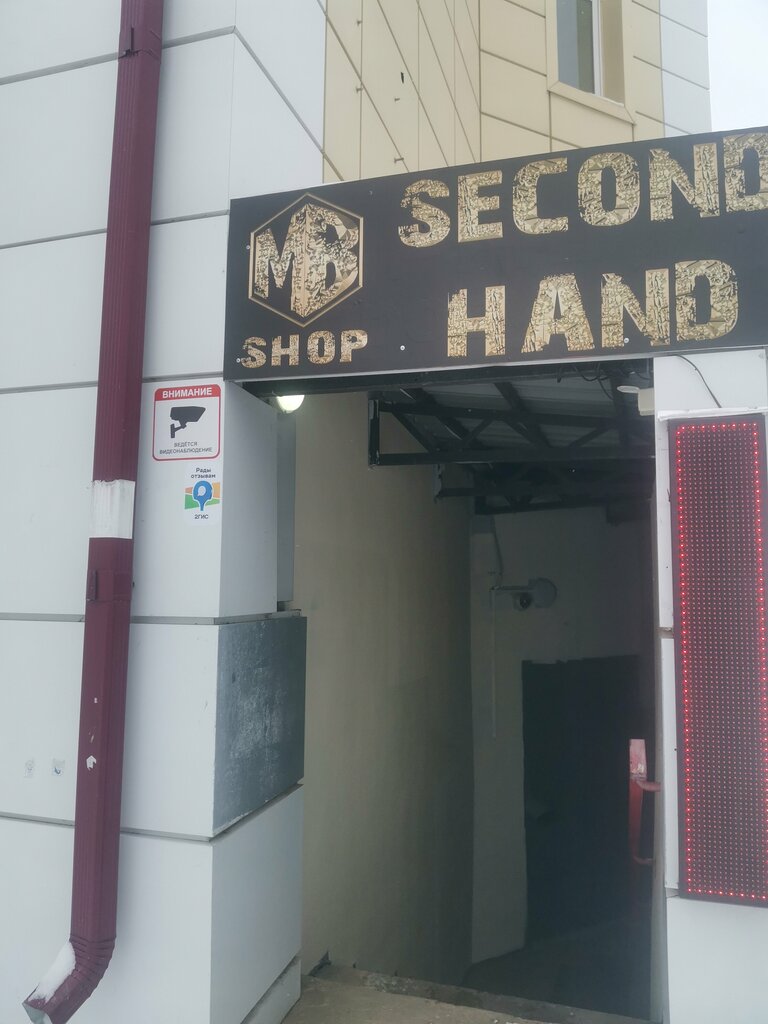 MB
SHOP
SECOND
HAND
ВНИМАНИЕ
ВЕДЁТСЯ
ВИДЕОНАБЛЮДЕНИЕ
Рады
отзывам
2ГИС